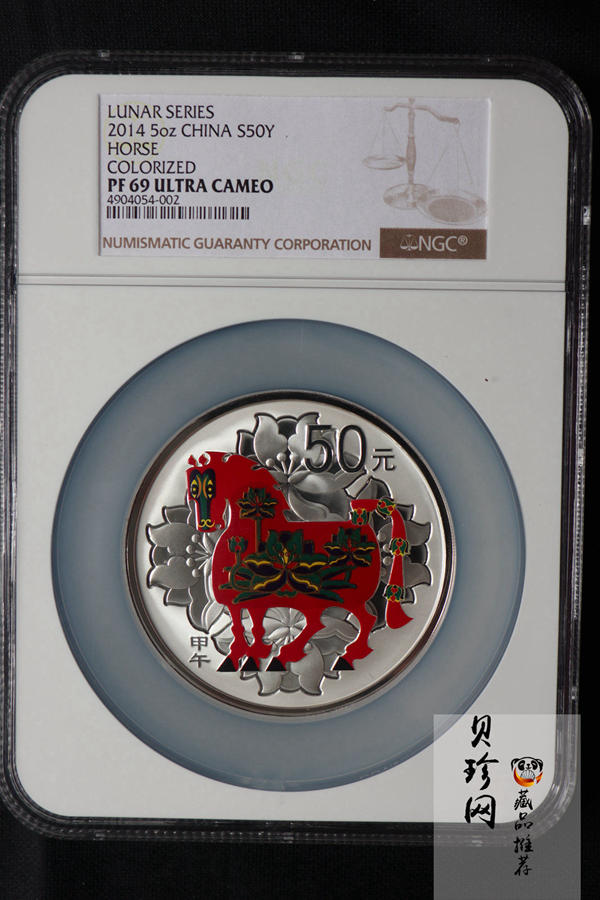 LUNAR SERIES
2014 5oz CHINA S50Y
HORSE
COLORIZED
PF 69 ULTRA CAMEO
4904054-002
NUMISMATIC GUARANTY CORPORATION
NGC®
50元
甲午
贝珍网
藏品推荐